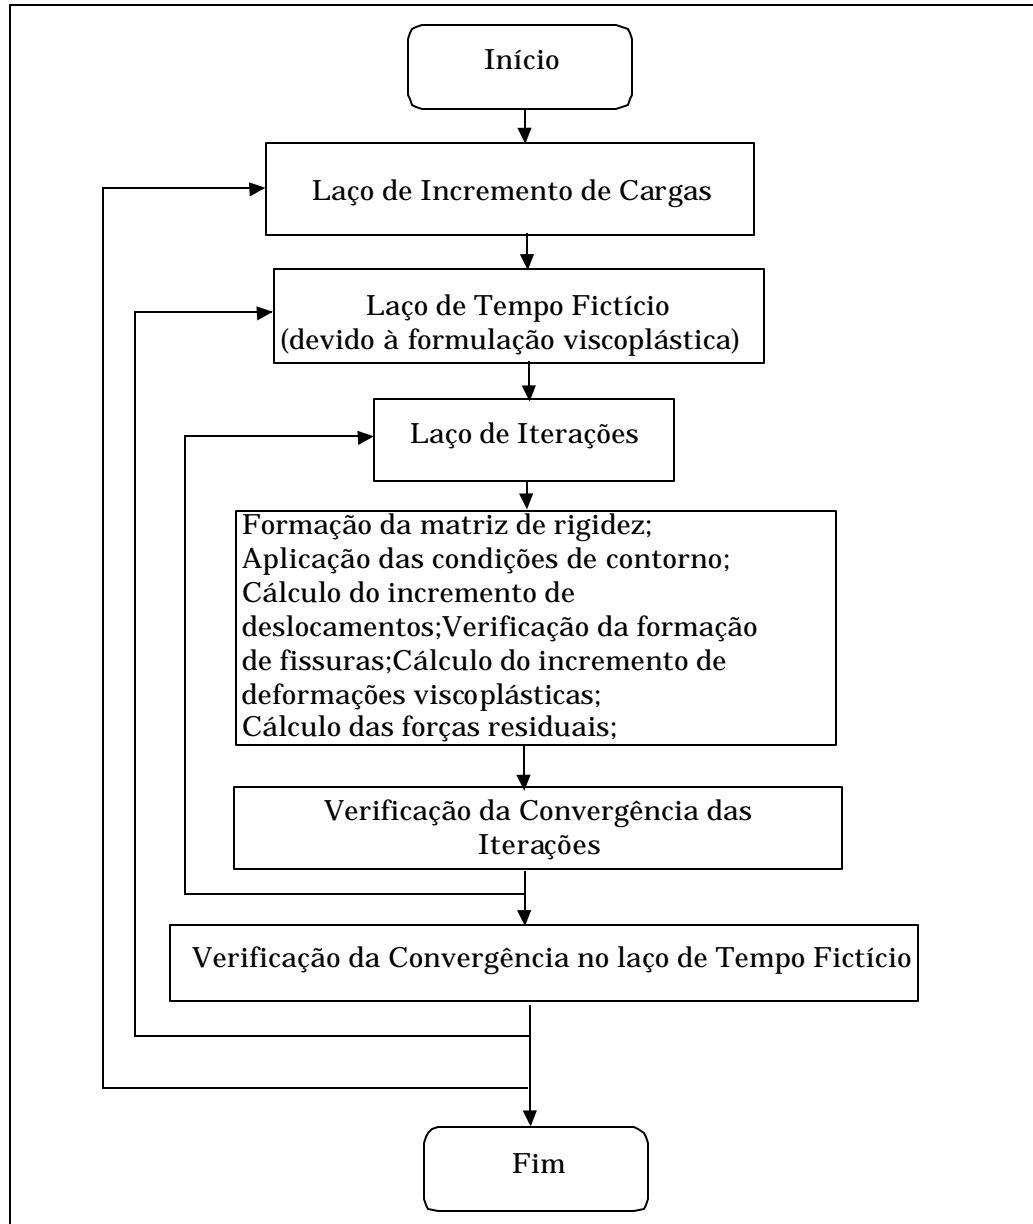 Início
Laço de Incremento de Cargas
Laço de Tempo Fictício
(devido à formulação viscoplástica)
Laço de Iterações
Formação da matriz de rigidez;
Aplicação das condições de contorno;
Cálculo do incremento de
deslocamentos;Verificação da formação
de fissuras;Cálculo do incremento de
deformações viscoplásticas;
Cálculo das forças residuais;
Verificação da Convergência das
Iterações
Verificação da Convergência no laço de Tempo Fictício
Fim